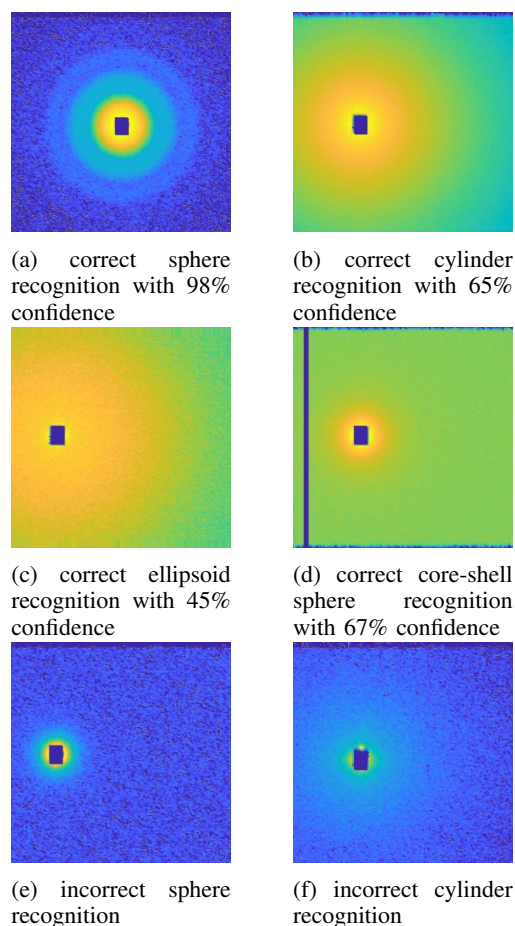 (a) correct sphere
recognition with 98%
confidence
(b) correct cylinder
recognition with 65%
confidence
(c) correct ellipsoid
recognition with 45%
confidence
(d) correct core-shell
sphere recognition
with 67% confidence
(e) incorrect sphere
recognition
(f) incorrect cylinder
recognition